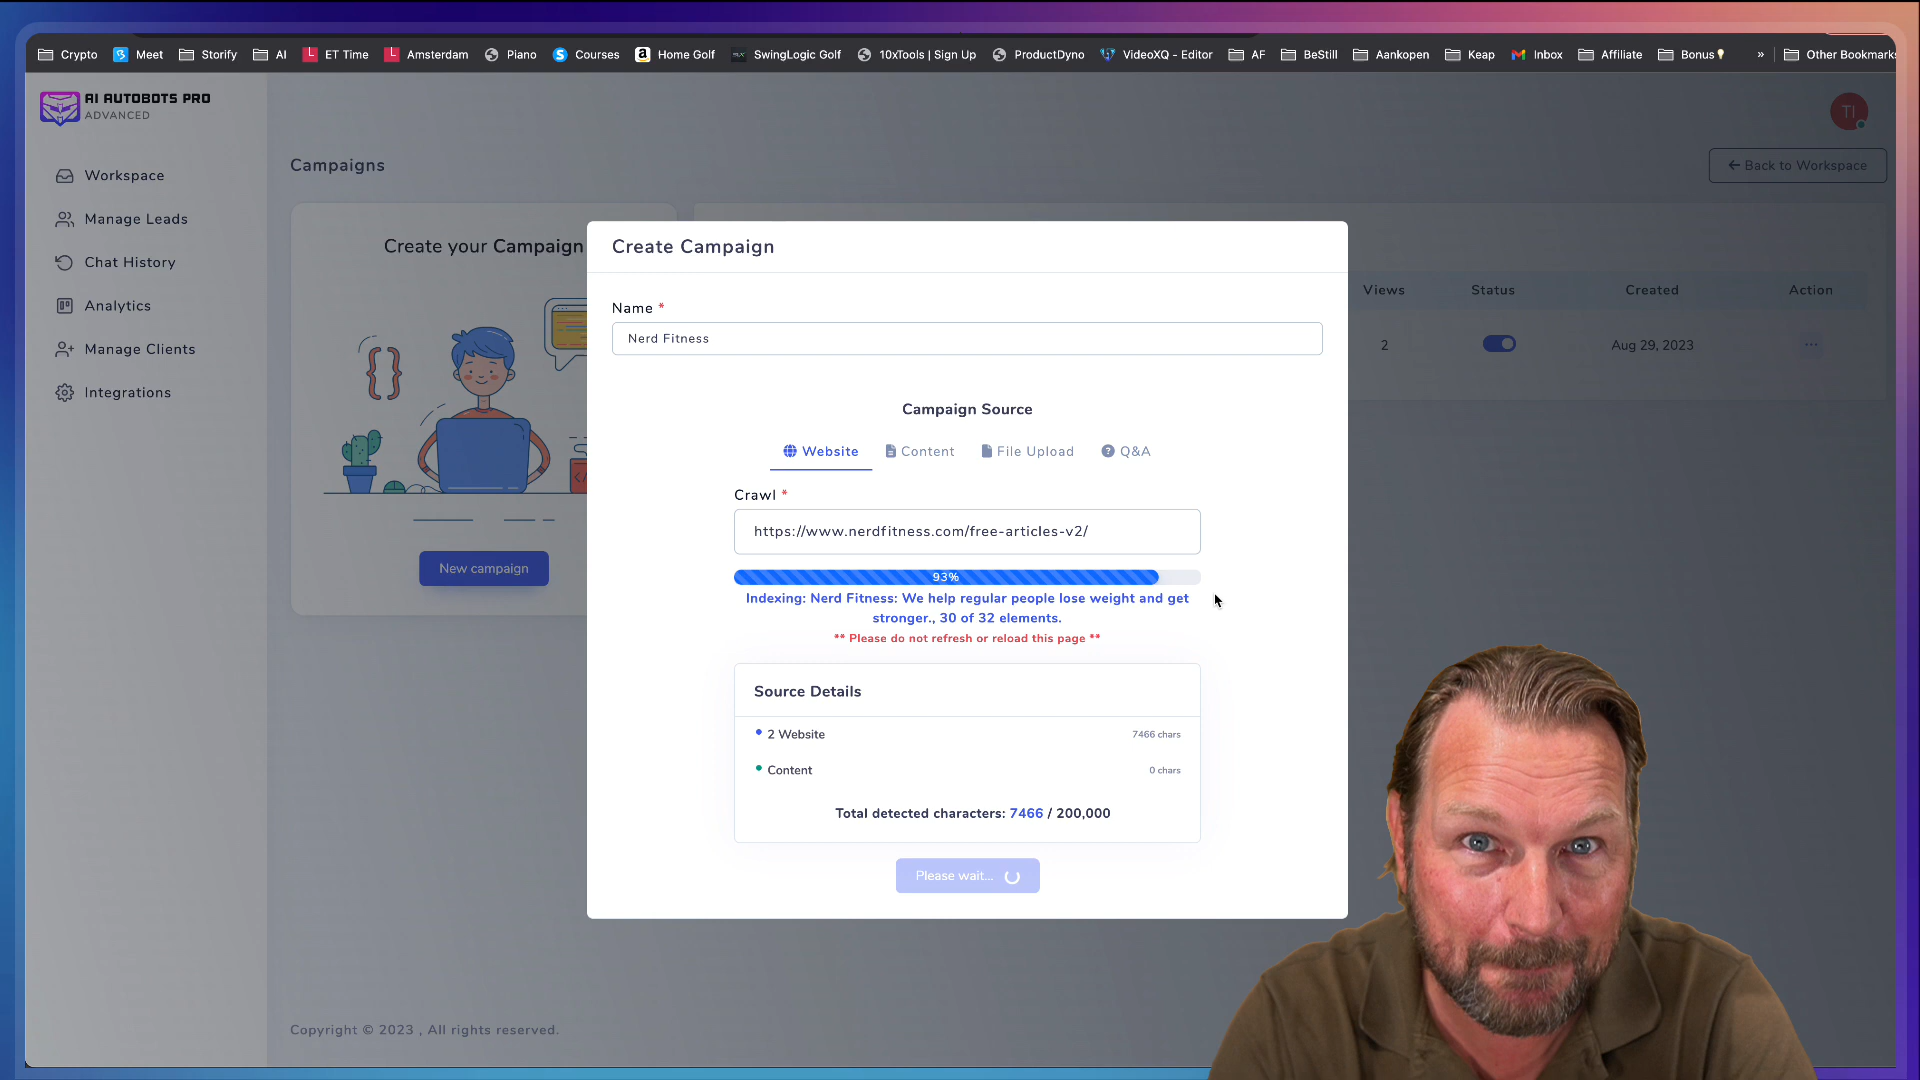 Crypto Meet Storify AI ET Time Amsterdam Piano Courses Home Golf SwingLogic Golf 10xTools | Sign Up ProductDyno VideoXQ - Editor AF BeStill Aankopen Keap Inbox Affiliate Bonus » Other Bookmarks
AI AUTOBOTS PRO
ADVANCED
TI
Workspace
Manage Leads
Chat History
Analytics
Manage Clients
Integrations
Campaigns
← Back to Workspace
Create your Campaign
New campaign
Views Status Created Action
2 Aug 29, 2023 ...
Create Campaign
Name *
Nerd Fitness
Campaign Source
Website Content File Upload Q&A
Crawl *
https://www.nerdfitness.com/free-articles-v2/
93%
Indexing: Nerd Fitness: We help regular people lose weight and get
stronger., 30 of 32 elements.
** Please do not refresh or reload this page **
Source Details
2 Website 7466 chars
Content 0 chars
Total detected characters: 7466 / 200,000
Please wait...
Copyright © 2023 , All rights reserved.